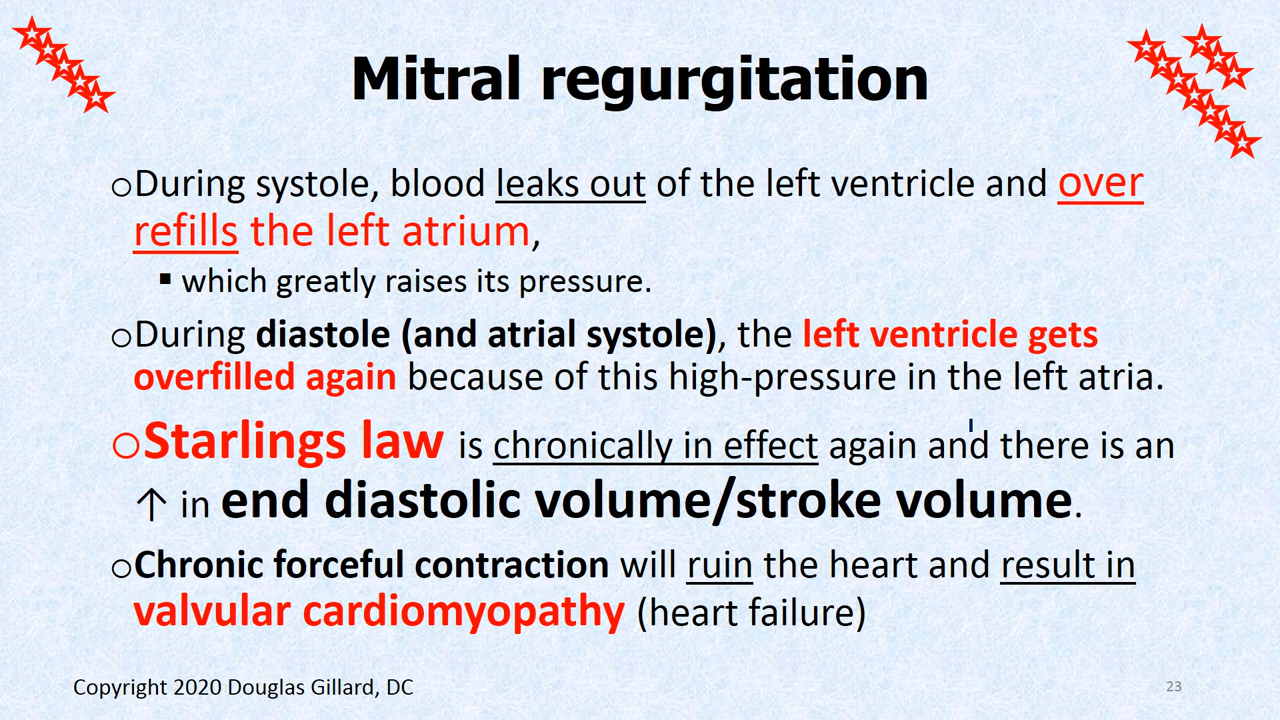 Mitral regurgitation
oDuring systole, blood leaks out of the left ventricle and over
refills the left atrium,
▪ which greatly raises its pressure.
oDuring diastole (and atrial systole), the left ventricle gets
overfilled again because of this high-pressure in the left atria.
oStarlings law is chronically in effect again and there is an
↑ in end diastolic volume/stroke volume.
oChronic forceful contraction will ruin the heart and result in
valvular cardiomyopathy (heart failure)
Copyright 2020 Douglas Gillard, DC
23